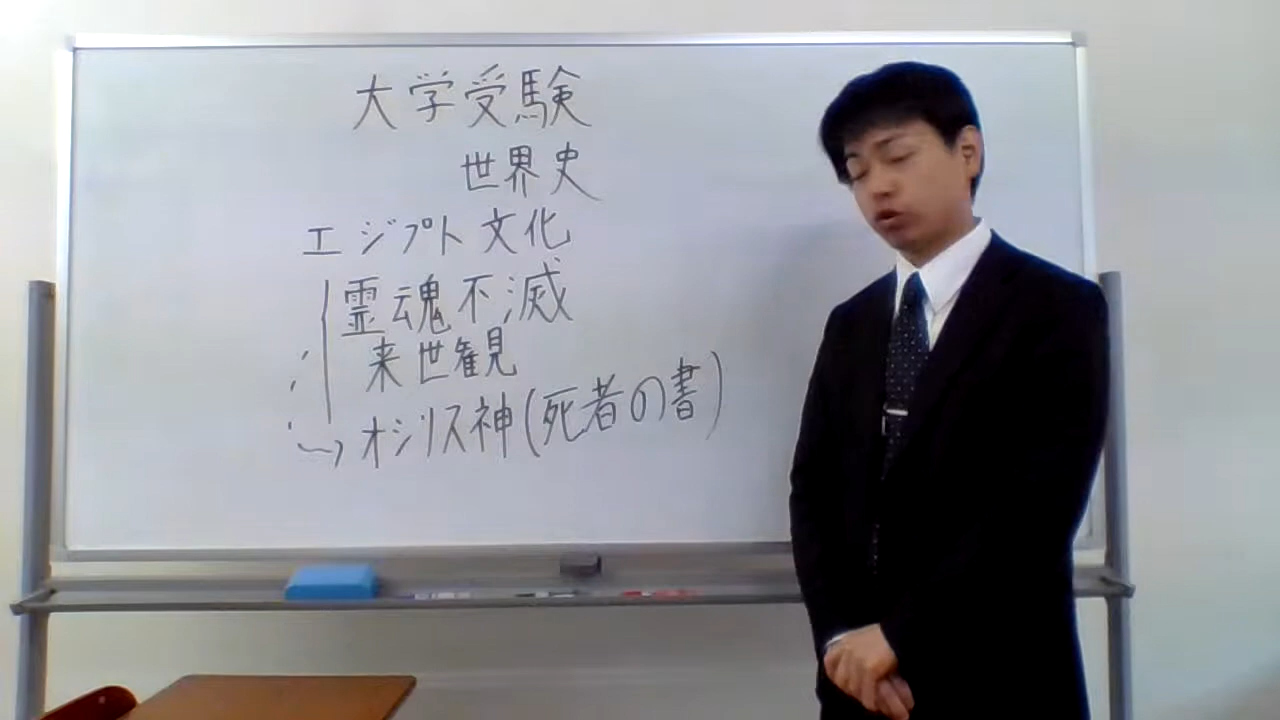 大学受験
世界史
エジプト文化
霊魂不滅
来世観
オシリス神(死者の書)